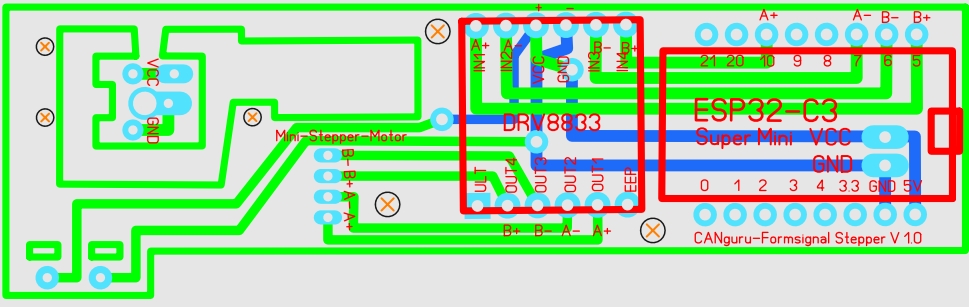 + -
A+ A- B- B+
A+ A- B- B+
IN1 IN2 VCC GND IN3 IN4
21 20 10 9 8 7 6 5
VCC
GND
ESP32-C3
DRV8833
Super Mini VCC
GND
Mini-Stepper-Motor
B-
B+
A-
A+
ULT OUT4 OUT3 OUT2 OUT1 EEP
0 1 2 3 4 3.3 GND 5V
B+ B- A- A+
CANguru-Formsignal Stepper V 1.0